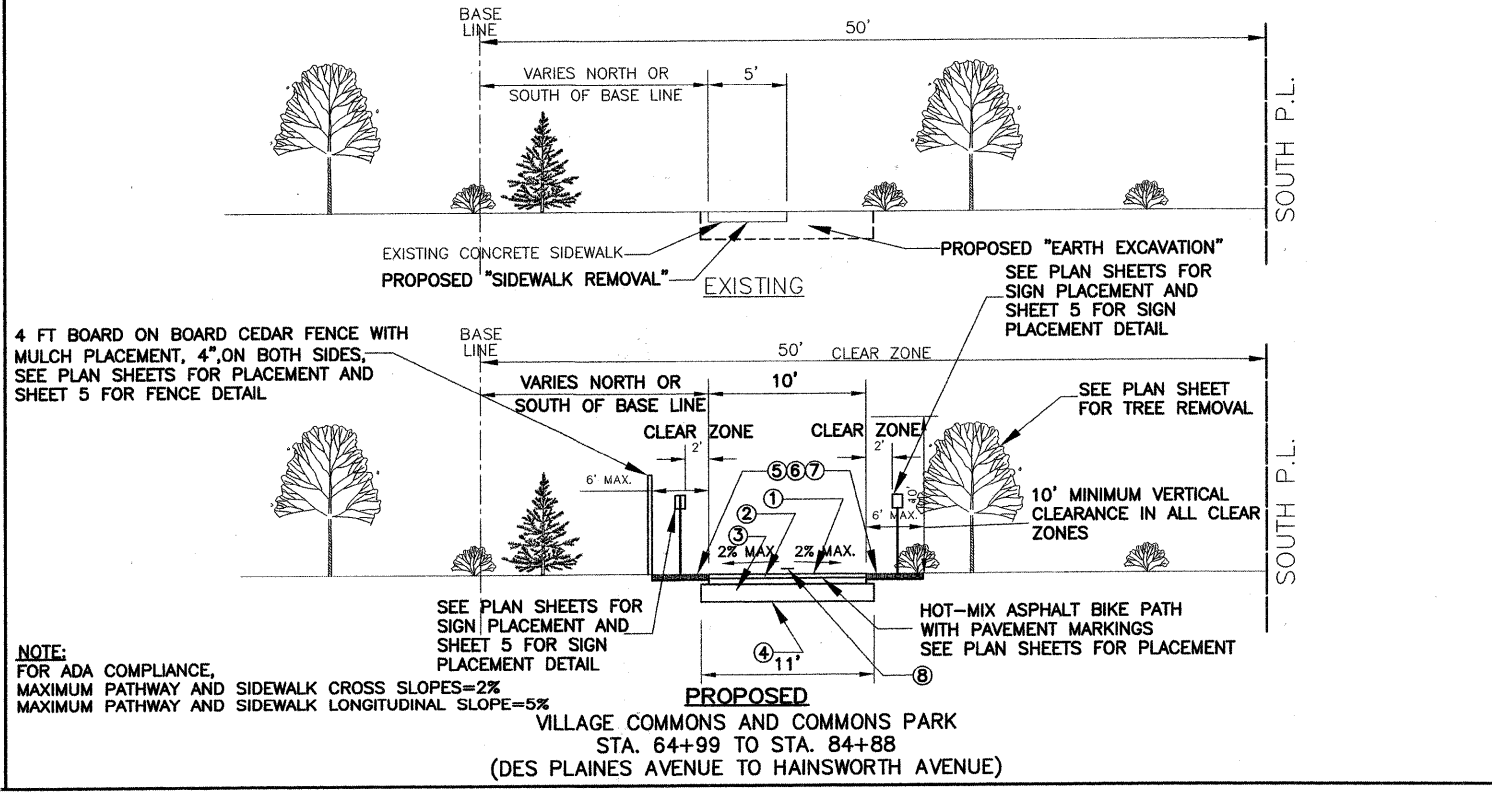 BASE
LINE
50'
VARIES NORTH OR
SOUTH OF BASE LINE
5'
SOUTH P.L.
EXISTING CONCRETE SIDEWALK
PROPOSED "SIDEWALK REMOVAL"
EXISTING
PROPOSED "EARTH EXCAVATION"
SEE PLAN SHEETS FOR
SIGN PLACEMENT AND
SHEET 5 FOR SIGN
PLACEMENT DETAIL
4 FT BOARD ON BOARD CEDAR FENCE WITH
MULCH PLACEMENT, 4",ON BOTH SIDES,
SEE PLAN SHEETS FOR PLACEMENT AND
SHEET 5 FOR FENCE DETAIL
BASE
LINE
50' CLEAR ZONE
VARIES NORTH OR
SOUTH OF BASE LINE
10'
CLEAR ZONE
CLEAR ZONE
2'
2'
6' MAX.
6' MAX.
10'
SEE PLAN SHEET
FOR TREE REMOVAL
10' MINIMUM VERTICAL
CLEARANCE IN ALL CLEAR
ZONES
SOUTH P.L.
5 6 7
1
2
3
2% MAX.
2% MAX.
SEE PLAN SHEETS FOR
SIGN PLACEMENT AND
SHEET 5 FOR SIGN
PLACEMENT DETAIL
HOT-MIX ASPHALT BIKE PATH
WITH PAVEMENT MARKINGS
SEE PLAN SHEETS FOR PLACEMENT
4
11'
8
NOTE:
FOR ADA COMPLIANCE,
MAXIMUM PATHWAY AND SIDEWALK CROSS SLOPES=2%
MAXIMUM PATHWAY AND SIDEWALK LONGITUDINAL SLOPE=5%
PROPOSED
VILLAGE COMMONS AND COMMONS PARK
STA. 64+99 TO STA. 84+88
(DES PLAINES AVENUE TO HAINSWORTH AVENUE)